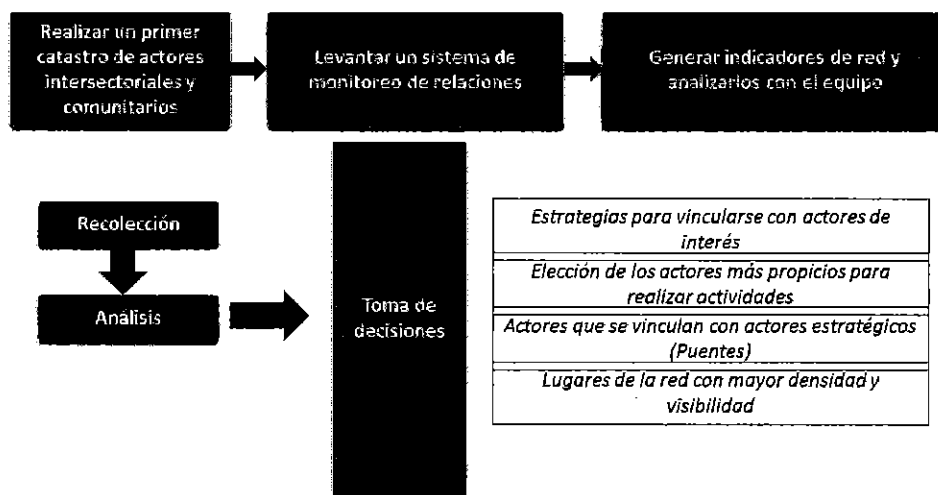 Realizar un primer
catastro de actores
intersectoriales y
comunitarios
Levantar un sistema de
monitoreo de relaciones
Generar indicadores de red y
analizarlos con el equipo
Recolección
Análisis
Toma de
decisiones
Estrategias para vincularse con actores de
interés
Elección de los actores más propicios para
realizar actividades
Actores que se vinculan con actores estratégicos
(Puentes)
Lugares de la red con mayor densidad y
visibilidad